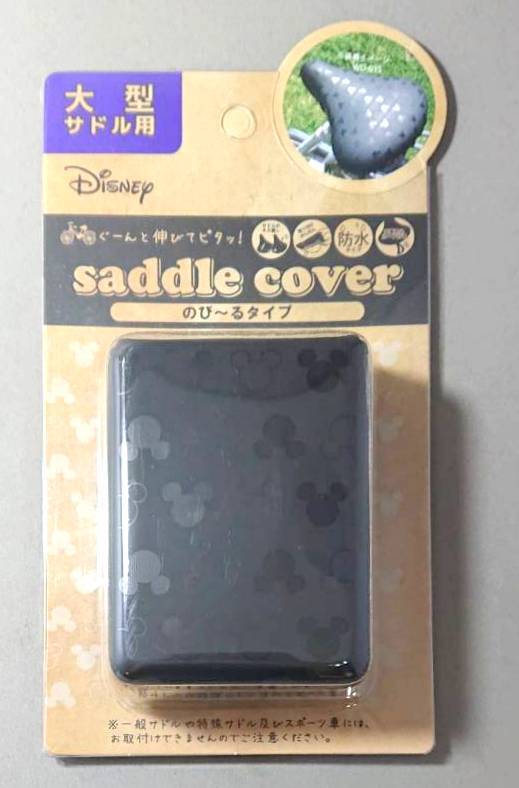 大型
サドル用
Disney
ぐーんと伸びてピタッ!
防水
saddle cover
のび〜るタイプ
※一般サドルや特殊サドル及びスポーツ車には、
お取付けできませんのでご注意ください。